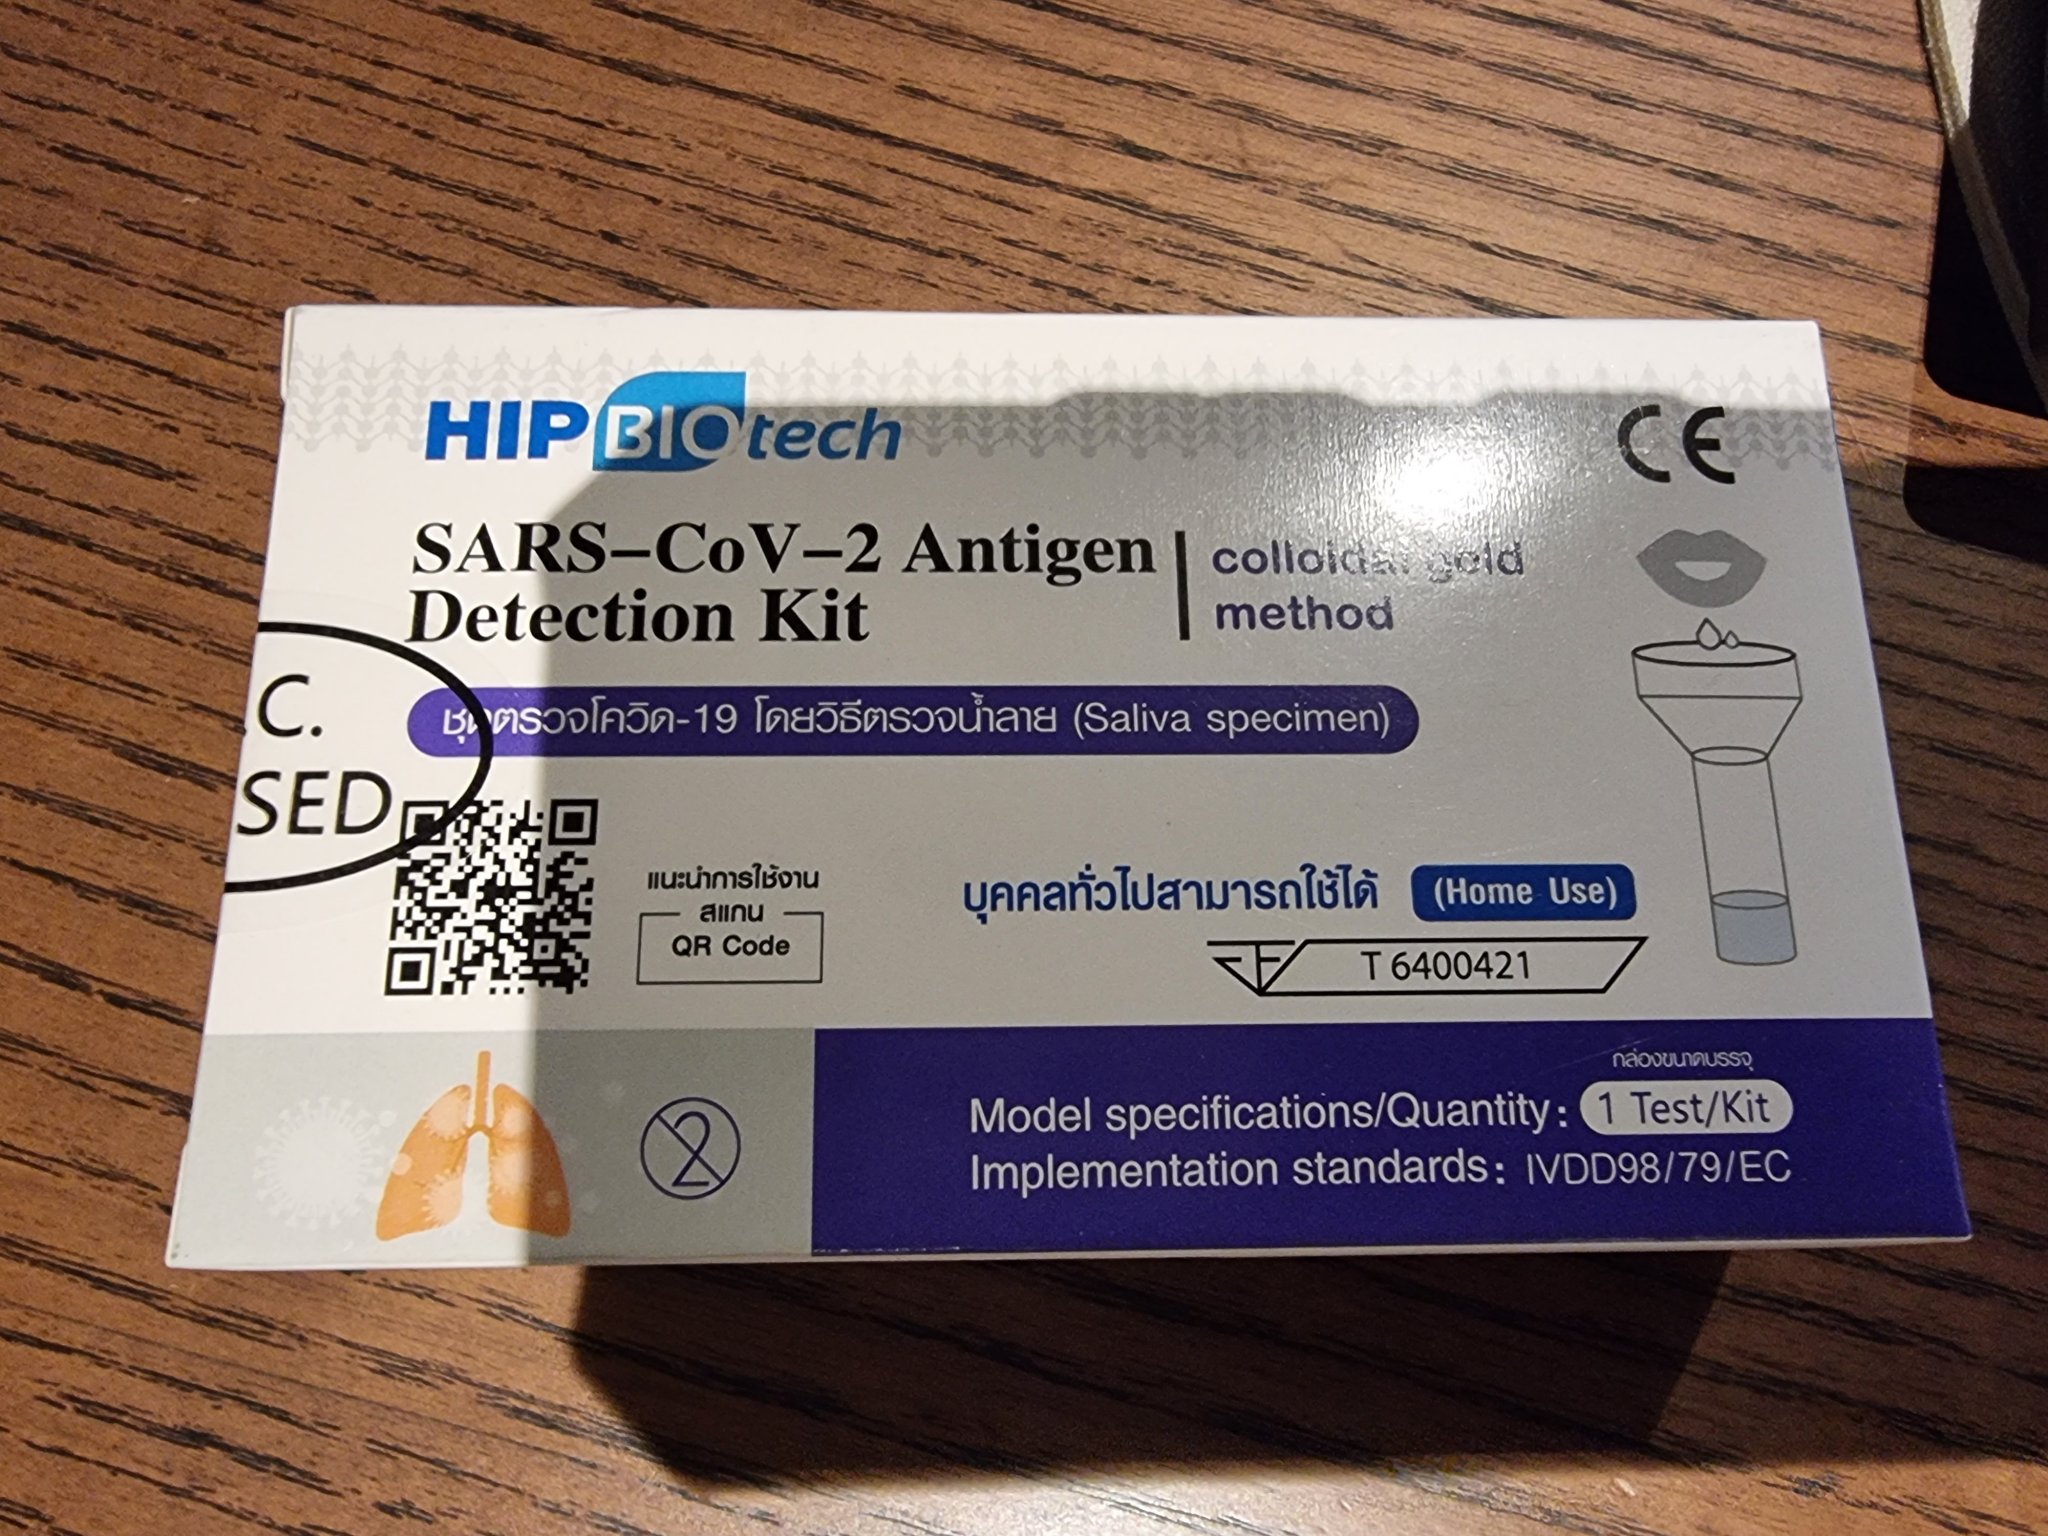 HIP BIOtech
CE
SARS-CoV-2 Antigen
Detection Kit
colloidal gold
method
.C.
SED
ชุดตรวจโควิด-19 โดยวิธีตรวจน้ำลาย (Saliva specimen)
แนะนำการใช้งาน
สแกน
QR Code
บุคคลทั่วไปสามารถใช้ได้ (Home Use)
T 6400421
2
กล่องขนาดบรรจุ
Model specifications/Quantity: 1 Test/Kit
Implementation standards: IVDD98/79/EC